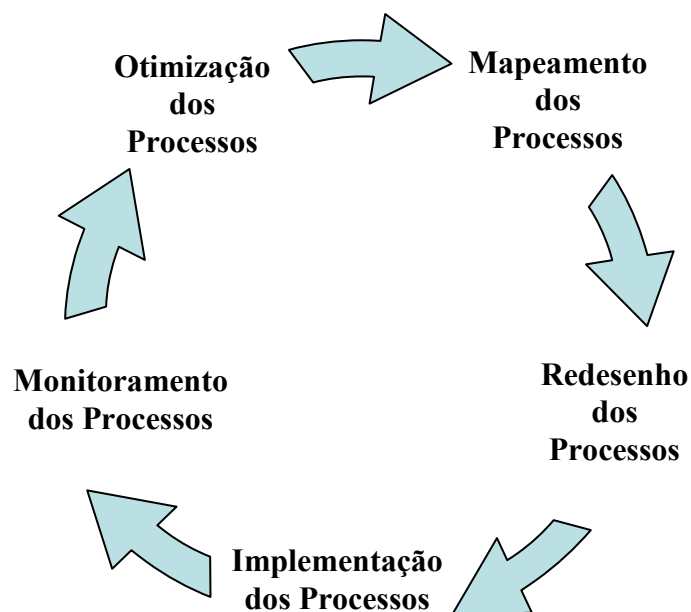 Otimização
dos
Processos
Mapeamento
dos
Processos
Redesenho
dos
Processos
Implementação
dos Processos
Monitoramento
dos Processos